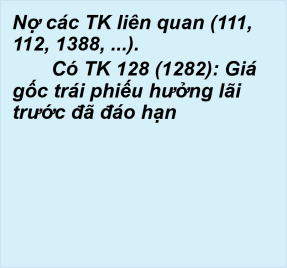 Nợ các TK liên quan (111,
112, 1388, ...).
Có TK 128 (1282): Giá
gốc trái phiếu hưởng lãi
trước đã đáo hạn